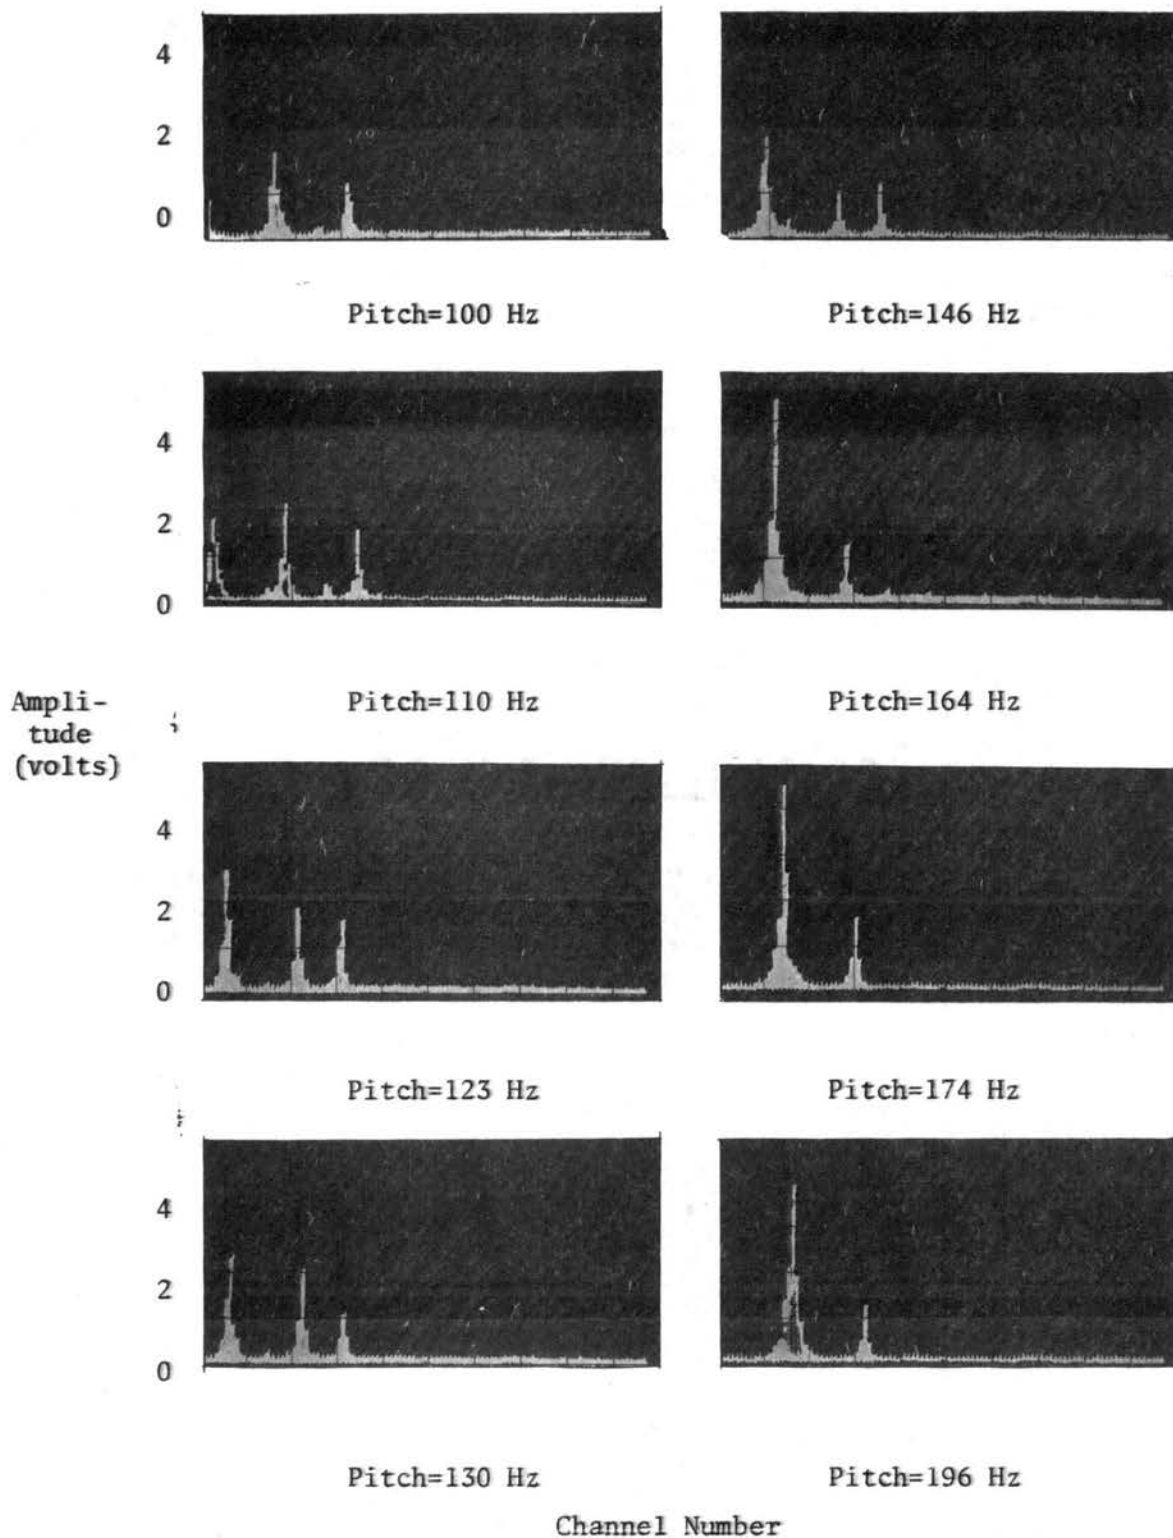 4
2
0
Pitch=100 Hz
Pitch=146 Hz
4
2
0
Pitch=110 Hz
Pitch=164 Hz
Ampli-
tude
(volts)
4
2
0
Pitch=123 Hz
Pitch=174 Hz
4
2
0
Pitch=130 Hz
Pitch=196 Hz
Channel Number